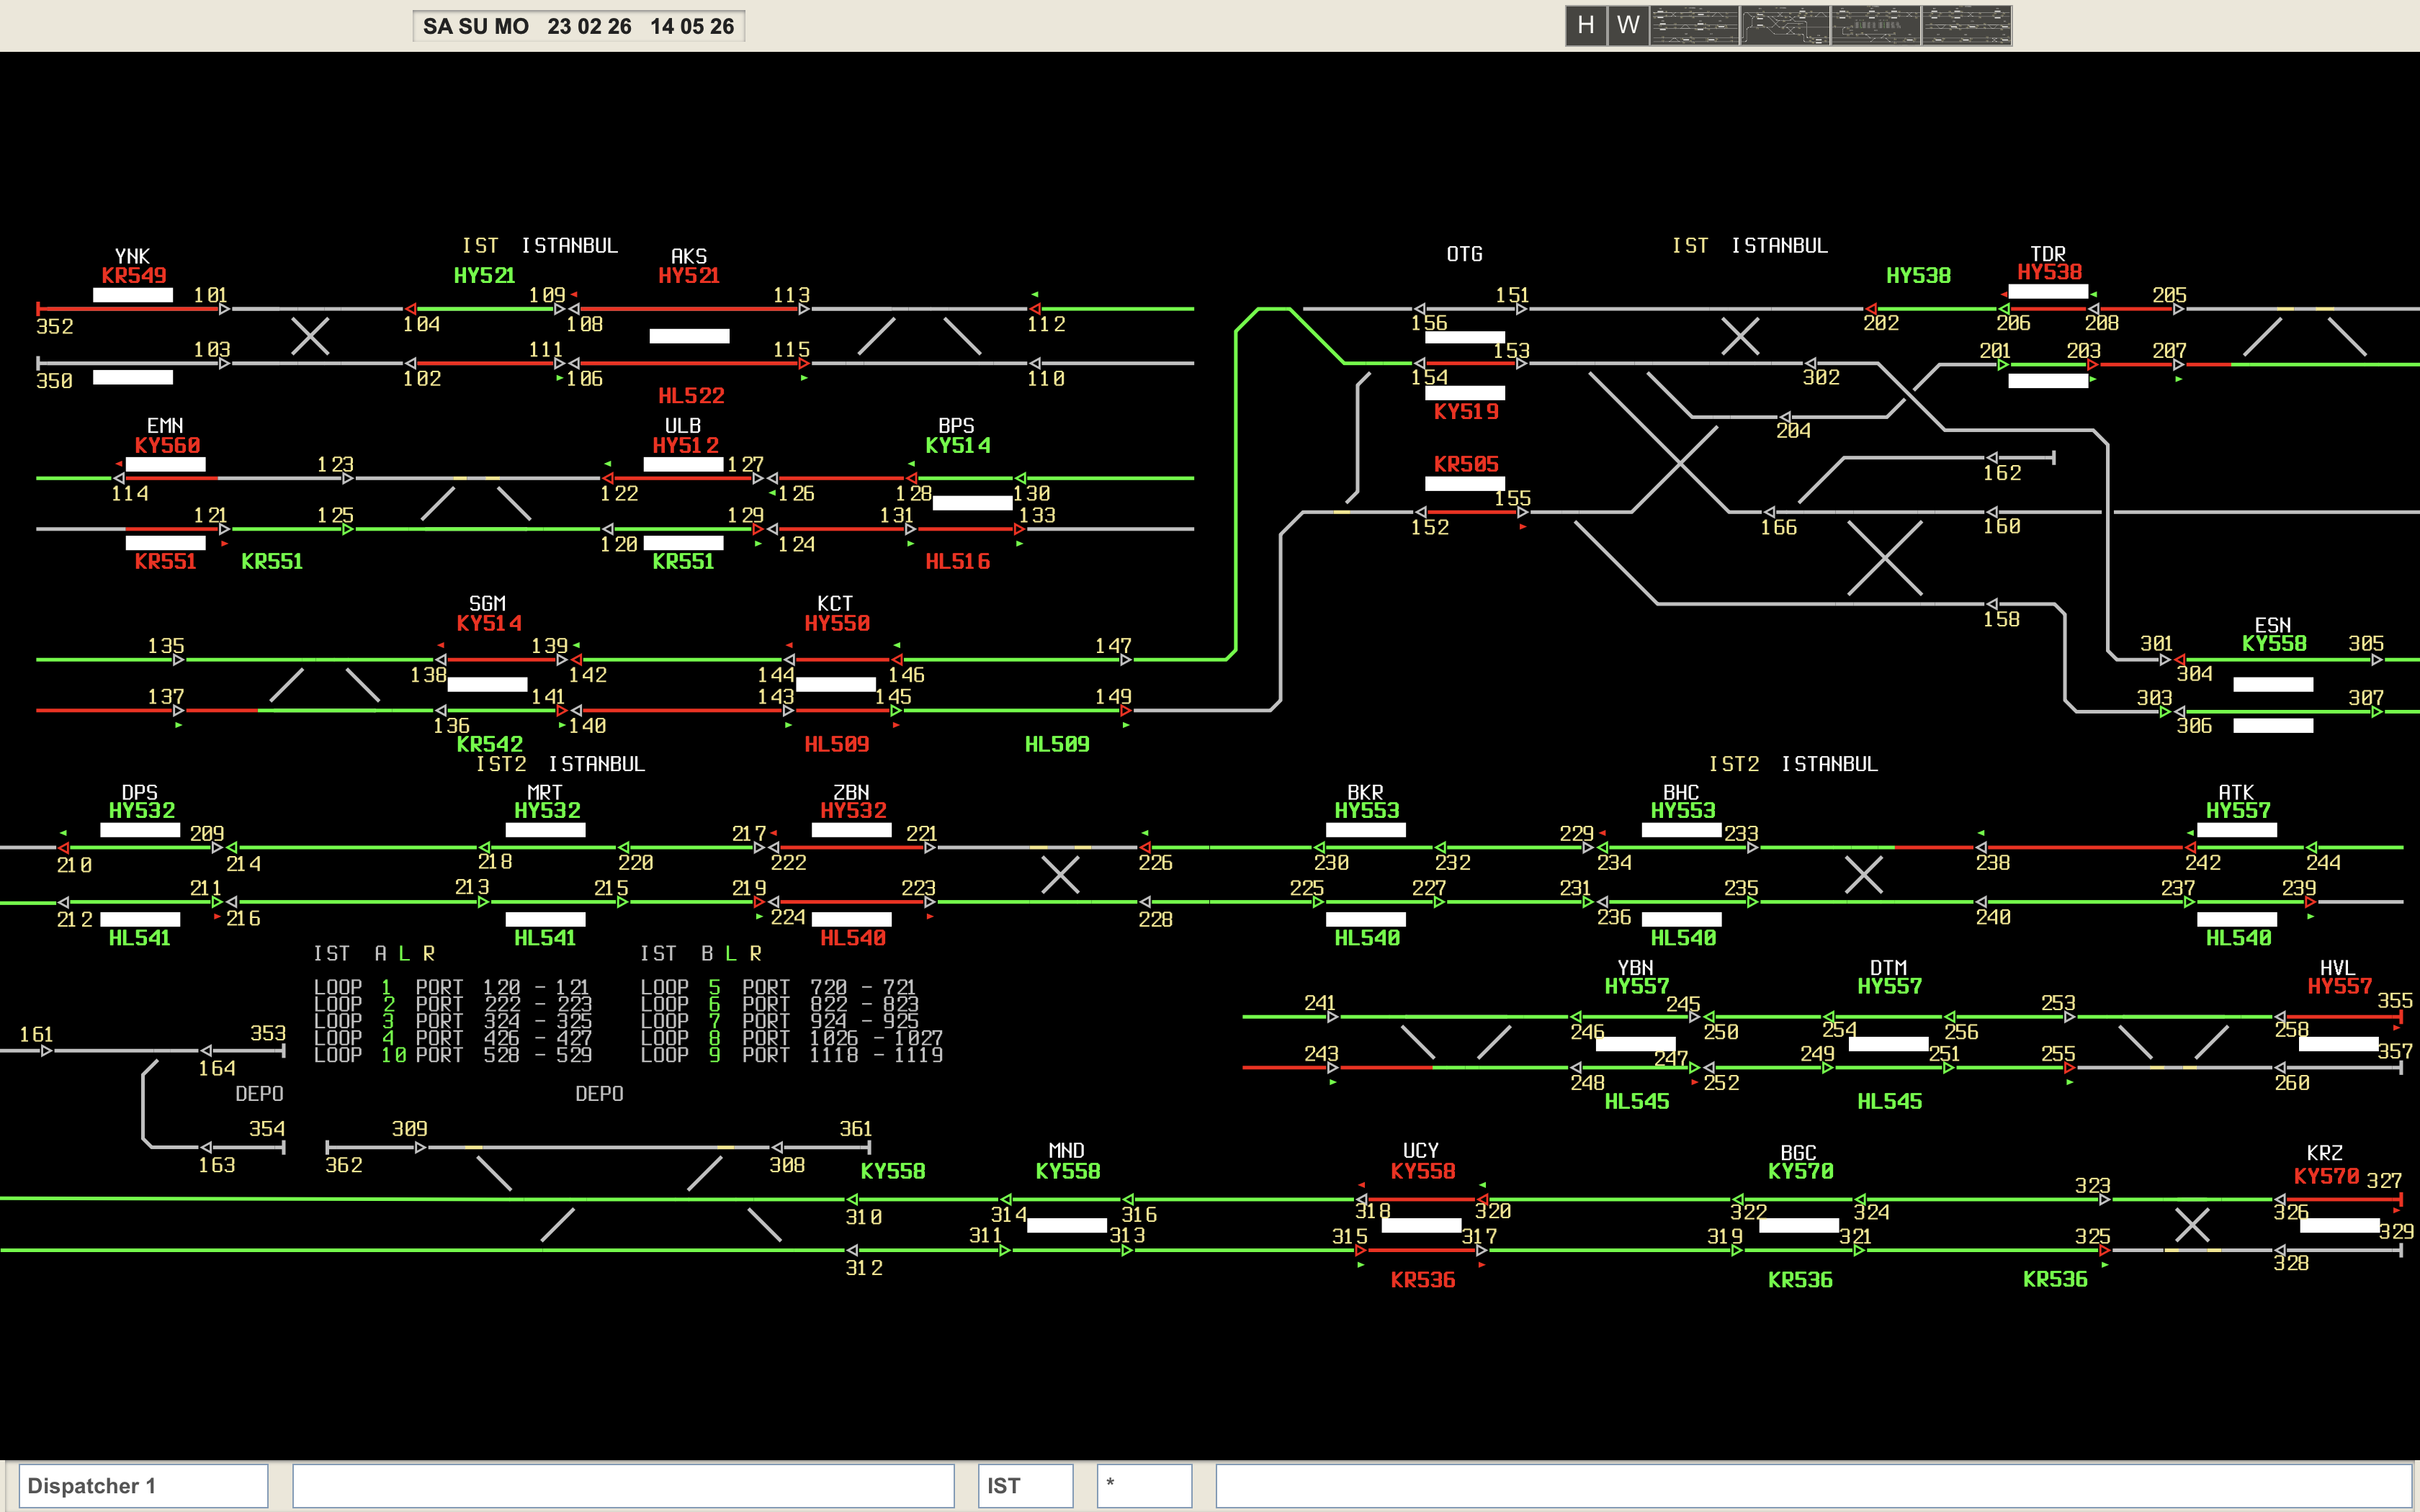 SA SU MO 23 02 26 14 05 26 H W
IST ISTANBUL IST ISTANBUL
YNK AKS OTG TDR
KR549 HY521 HY521 HY538 HY538
101 109 113 151 205
352 104 108 112 156 202 206 208
103 111 115 153 201 203 207
350 102 106 110 154 302
HL522 KY519 204
EMN ULB BPS
KY560 HY512 KY514 KR505
123 127 162
114 122 126 128 130
121 125 129 131 133 155
120 124 152 166 160
KR551 KR551 KR551 HL516
SGM KCT 158
KY514 HY550 ESN
135 139 147 301 KY558 305
138 142 144 146 304
137 141 143 145 149 303 307
136 140 306
KR542 HL509 HL509
IST2 ISTANBUL IST2 ISTANBUL
DPS MRT ZBN BKR BHC ATK
HY532 HY532 HY532 HY553 HY553 HY557
209 217 221 229 233
210 214 218 220 222 226 230 232 234 238 242 244
211 213 215 219 223 225 227 231 235 237 239
212 216 224 228 236 240
HL541 HL541 HL540 HL540 HL540 HL540
IST A L R IST B L R
YBN DTM HVL
LOOP 1 PORT 120 - 121 LOOP 5 PORT 720 - 721 HY557 HY557 HY557
LOOP 2 PORT 222 - 223 LOOP 6 PORT 822 - 823 241 245 253 355
LOOP 3 PORT 324 - 325 LOOP 7 PORT 924 - 925
LOOP 4 PORT 426 - 427 LOOP 8 PORT 1026 - 1027 246 250 254 256 258
LOOP 10 PORT 528 - 529 LOOP 9 PORT 1118 - 1119 243 247 249 251 255 357
161 353
164 248 252 260
DEPO DEPO HL545 HL545
354 309 361
163 362 308
MND UCY BGC KRZ
KY558 KY558 KY558 KY570 KY570 327
323
310 314 316 318 320 322 324 326
311 313 315 317 319 321 325 329
312 328
KR536 KR536 KR536
Dispatcher 1 IST *